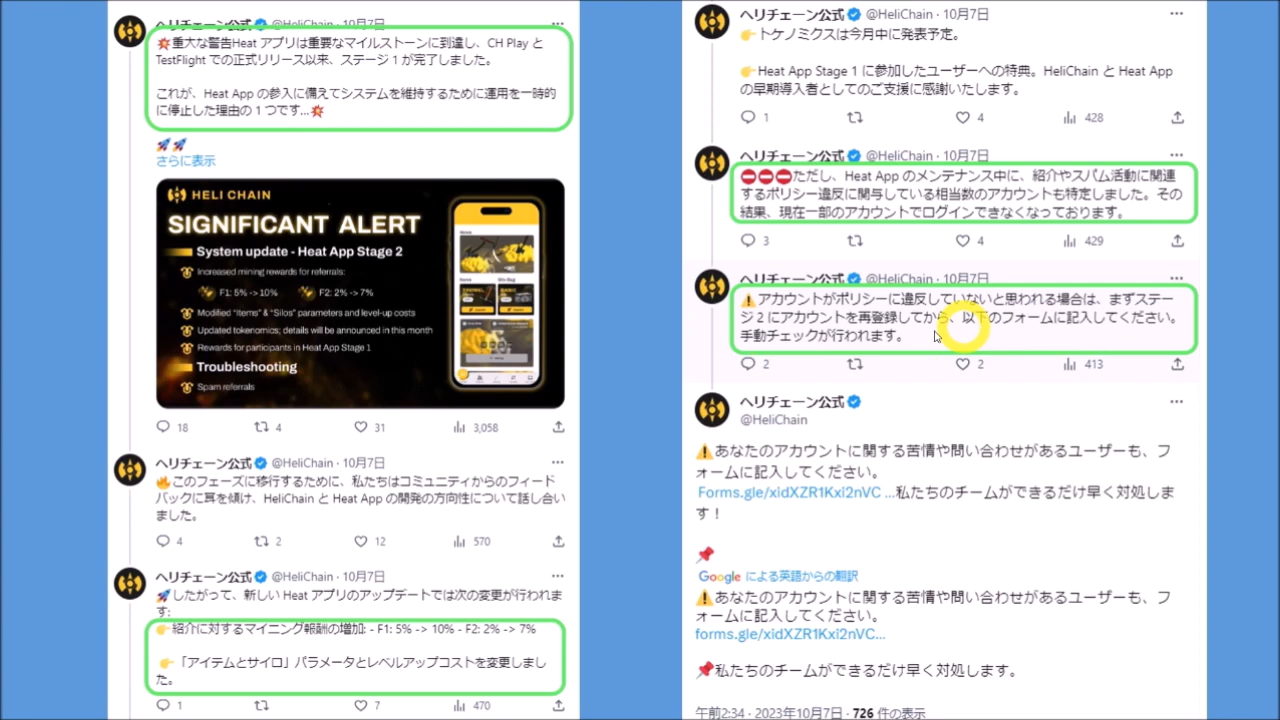 ヘリチェーン公式 @HeliChain · 10月7日
💥重大な警告Heat アプリは重要なマイルストーンに到達し、CH Play と
TestFlight での正式リリース以来、ステージ 1 が完了しました。
これが、Heat App の参入に備えてシステムを維持するために運用を一時的
に停止した理由の 1 つです...💥
🚀🚀
さらに表示
HELI CHAIN
SIGNIFICANT ALERT
System update - Heat App Stage 2
Increased mining rewards for referrals:
F1: 5% -> 10% F2: 2% -> 7%
Modified "Items" & "Silos" parameters and level-up costs
Updated tokenomics; details will be announced in this month
Rewards for participants in Heat App Stage 1
Troubleshooting
Spam referrals
18 4 31 3,058
ヘリチェーン公式 @HeliChain · 10月7日
🔥このフェーズに移行するために、私たちはコミュニティからのフィード
バックに耳を傾け、HeliChain と Heat App の開発の方向性について話し合い
ました。
4 2 12 570
ヘリチェーン公式 @HeliChain · 10月7日
🚀したがって、新しい Heat アプリのアップデートでは次の変更が行われま
す:
👉紹介に対するマイニング報酬の増加: - F1: 5% -> 10% - F2: 2% -> 7%
👉「アイテムとサイロ」パラメータとレベルアップコストを変更しまし
た。
1 7 470
ヘリチェーン公式 @HeliChain · 10月7日
👉トケノミクスは今月中に発表予定。
👉Heat App Stage 1 に参加したユーザーへの特典。HeliChain と Heat App
の早期導入者としてのご支援に感謝いたします。
1 4 428
ヘリチェーン公式 @HeliChain · 10月7日
⛔⛔⛔ただし、Heat App のメンテナンス中に、紹介やスパム活動に関連
するポリシー違反に関与している相当数のアカウントも特定しました。その
結果、現在一部のアカウントでログインできなくなっております。
3 4 429
ヘリチェーン公式 @HeliChain · 10月7日
⚠️アカウントがポリシーに違反していないと思われる場合は、まずステー
ジ 2 にアカウントを再登録してから、以下のフォームに記入してください。
手動チェックが行われます。
2 2 413
ヘリチェーン公式
@HeliChain
⚠️あなたのアカウントに関する苦情や問い合わせがあるユーザーも、フ
ォームに記入してください。
Forms.gle/xidXZR1Kxi2nVC ...私たちのチームができるだけ早く対処しま
す！
📌
Google による英語からの翻訳
⚠️あなたのアカウントに関する苦情や問い合わせがあるユーザーも、フ
ォームに記入してください。
forms.gle/xidXZR1Kxi2nVC...
📌私たちのチームができるだけ早く対処します。
午前2:34 · 2023年10月7日 · 726 件の表示